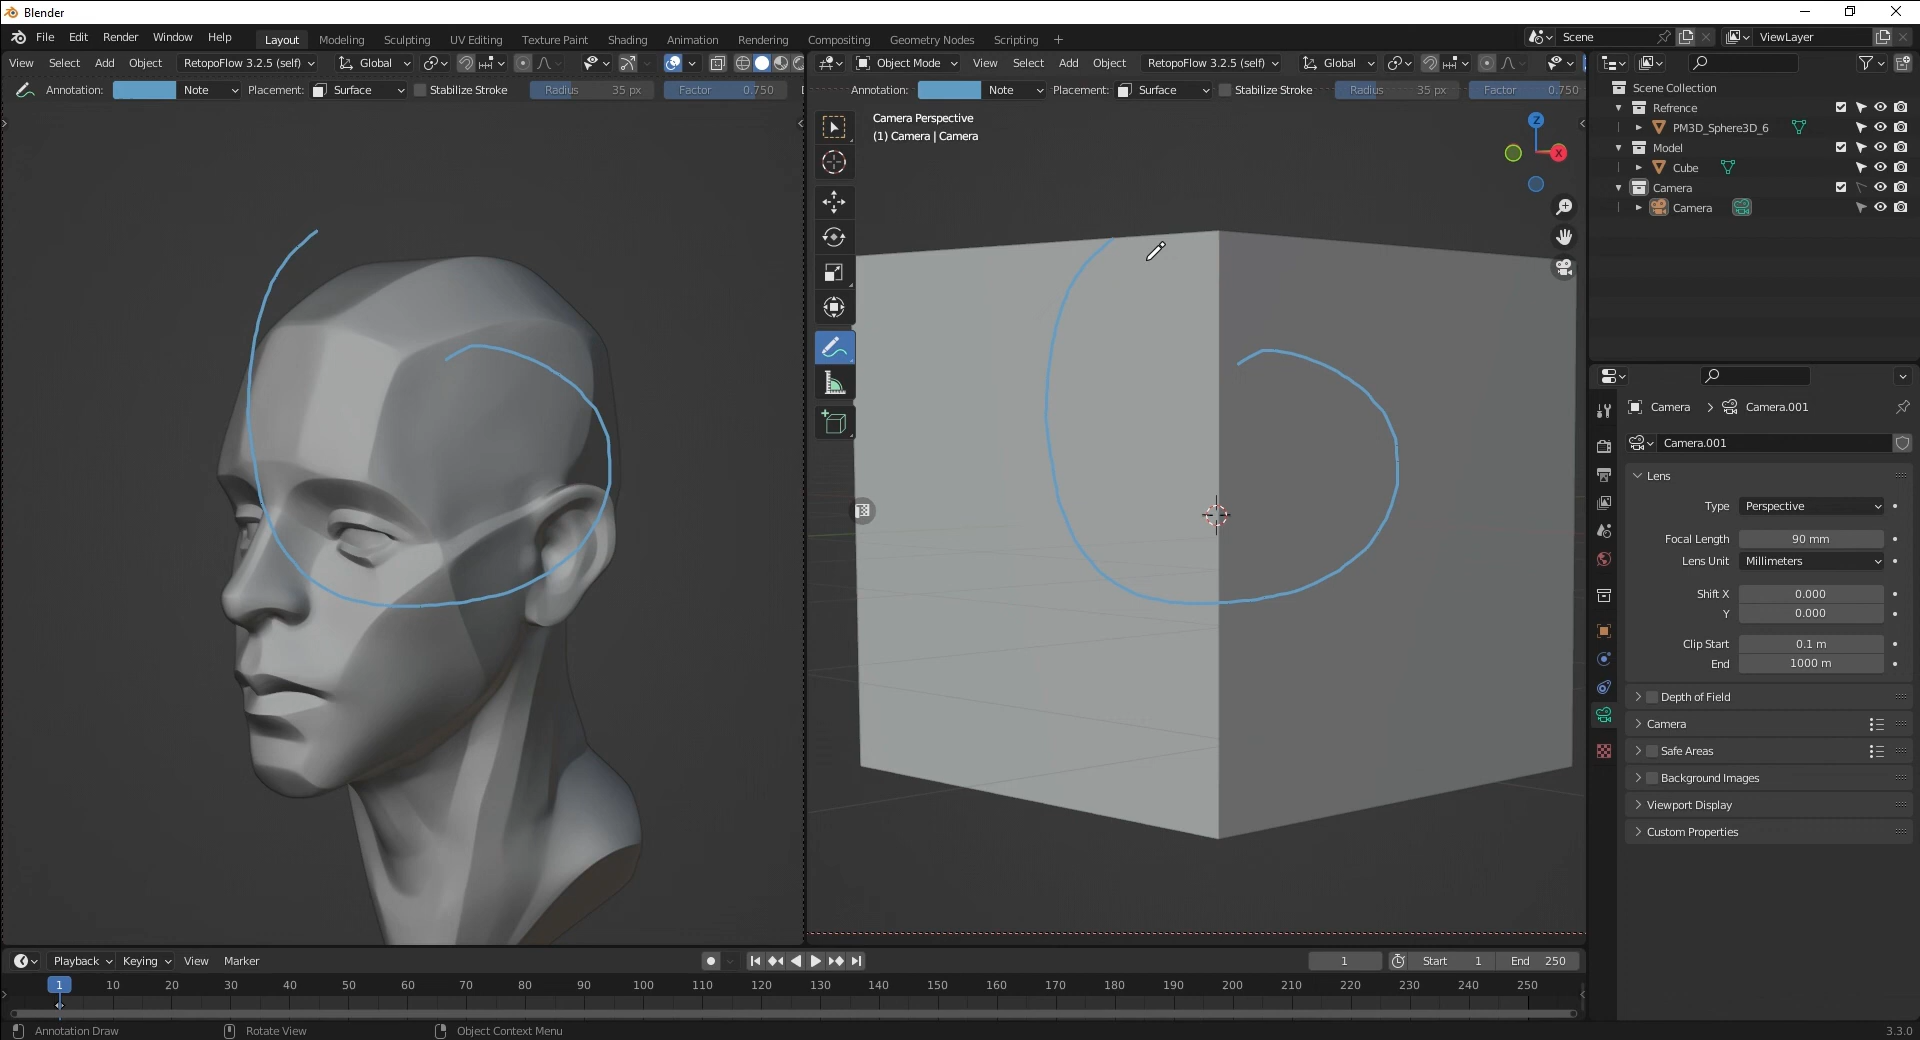 Blender
File Edit Render Window Help Layout Modeling Sculpting UV Editing Texture Paint Shading Animation Rendering Compositing Geometry Nodes Scripting + Scene ViewLayer
View Select Add Object RetopoFlow 3.2.5 (self) Global Object Mode View Select Add Object RetopoFlow 3.2.5 (self) Global
Annotation: Note Placement: Surface Stabilize Stroke Radius 35 px Factor 0.750 Annotation: Note Placement: Surface Stabilize Stroke Radius 35 px Factor 0.750
Camera Perspective
(1) Camera | Camera
Z
X
Scene Collection
Refrence
PM3D_Sphere3D_6
Model
Cube
Camera
Camera
Camera > Camera.001
Camera.001
Lens
Type Perspective
Focal Length 90 mm
Lens Unit Millimeters
Shift X 0.000
Y 0.000
Clip Start 0.1 m
End 1000 m
Depth of Field
Camera
Safe Areas
Background Images
Viewport Display
Custom Properties
Playback Keying View Marker 1 Start 1 End 250
1 10 20 30 40 50 60 70 80 90 100 110 120 130 140 150 160 170 180 190 200 210 220 230 240 250
Annotation Draw Rotate View Object Context Menu 3.3.0